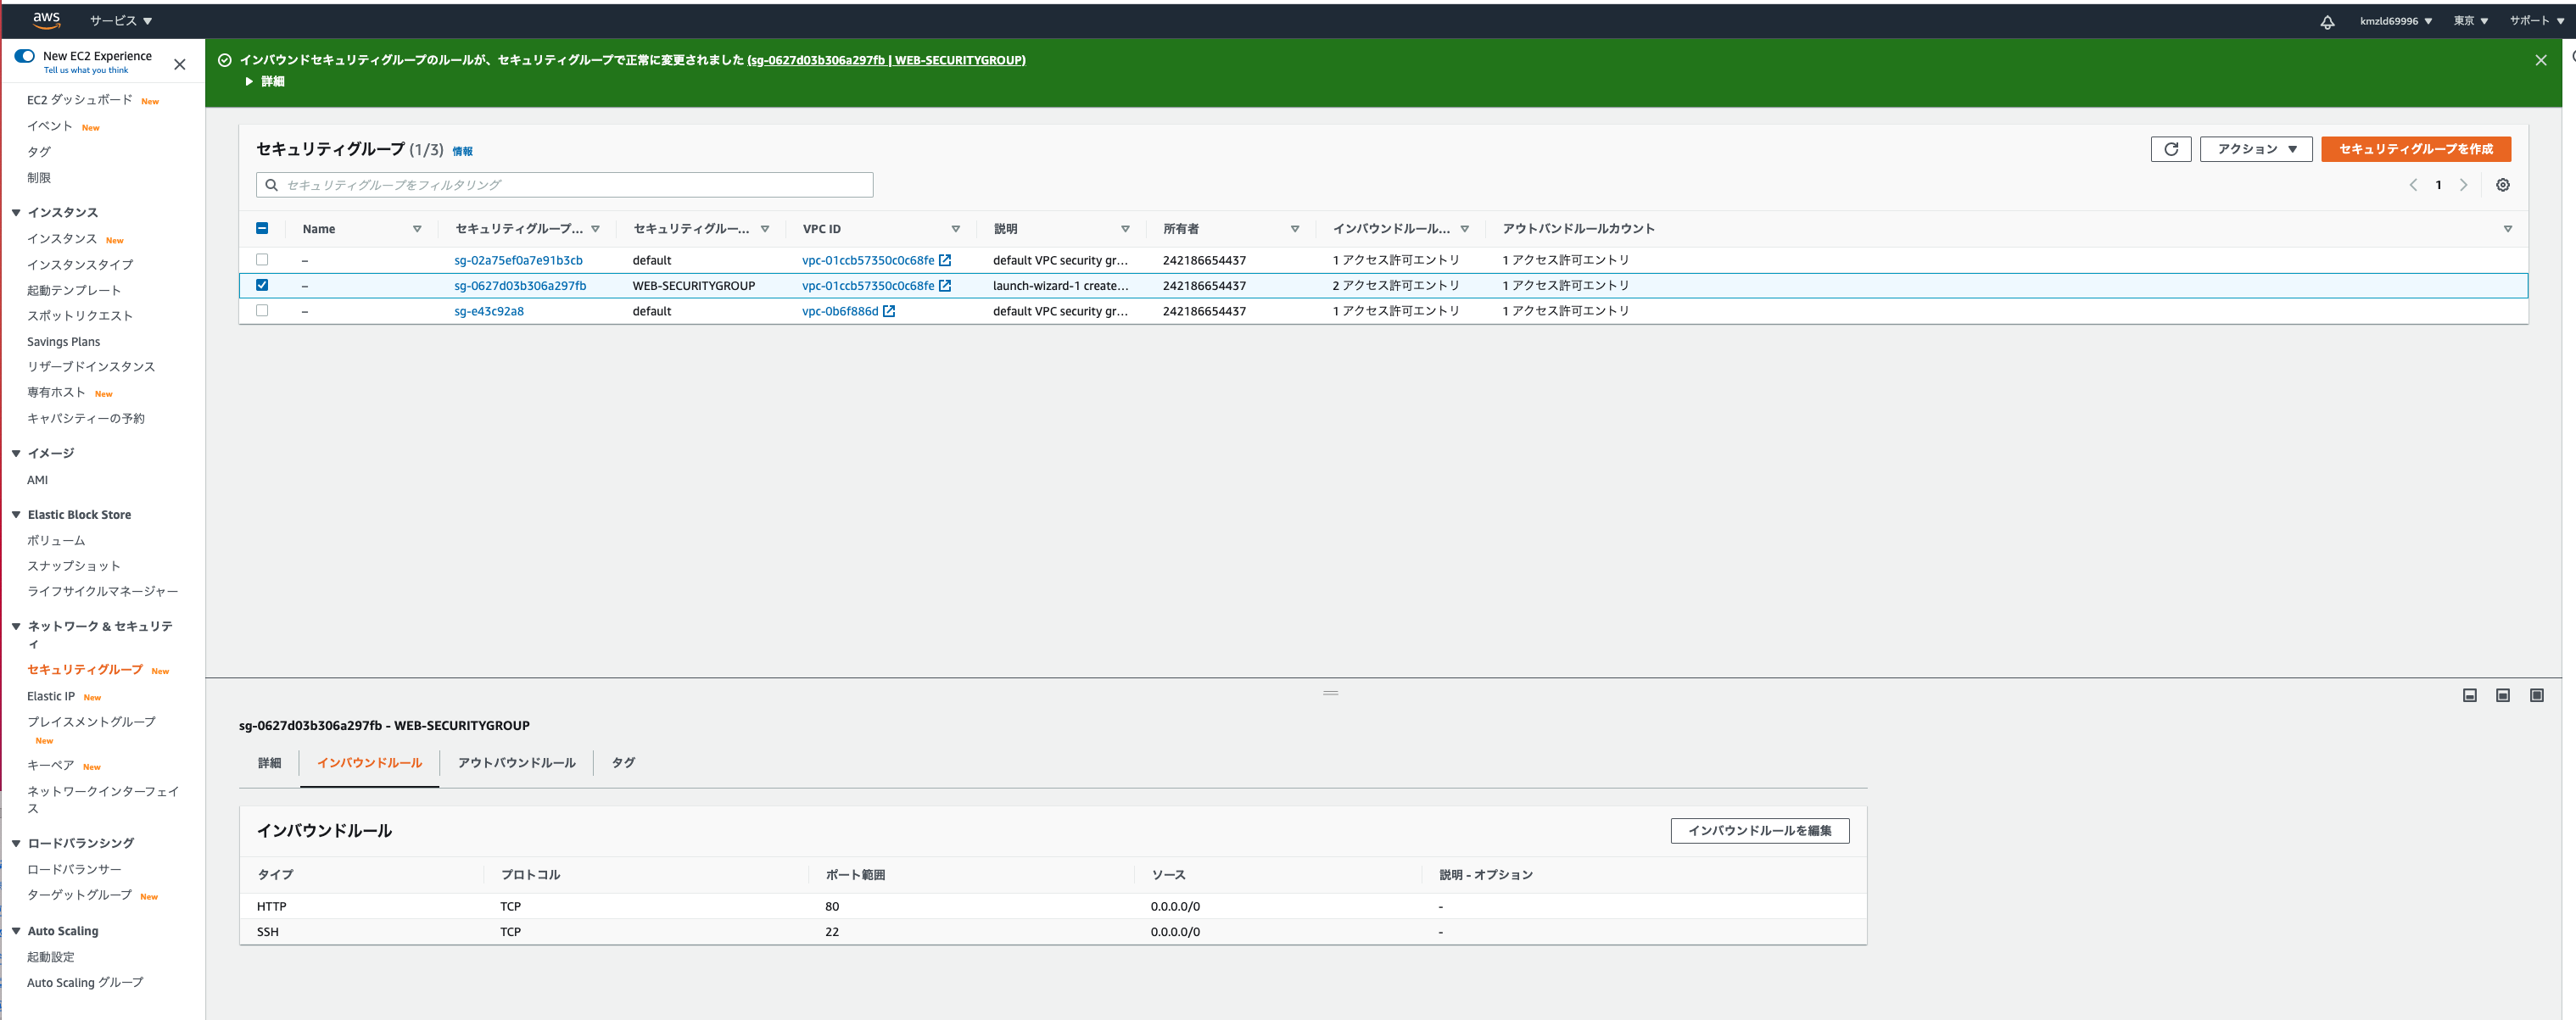 aws サービス ▼ kmzld69996 ▼ 東京 ▼ サポート ▼
New EC2 Experience
Tell us what you think
EC2 ダッシュボード New
イベント New
タグ
制限
▼ インスタンス
インスタンス New
インスタンスタイプ
起動テンプレート
スポットリクエスト
Savings Plans
リザーブドインスタンス
専有ホスト New
キャパシティーの予約
▼ イメージ
AMI
▼ Elastic Block Store
ボリューム
スナップショット
ライフサイクルマネージャー
▼ ネットワーク & セキュリテ
ィ
セキュリティグループ New
Elastic IP New
プレイスメントグループ
New
キーペア New
ネットワークインターフェイ
ス
▼ ロードバランシング
ロードバランサー
ターゲットグループ New
▼ Auto Scaling
起動設定
Auto Scaling グループ
インバウンドセキュリティグループのルールが、セキュリティグループで正常に変更されました (sg-0627d03b306a297fb | WEB-SECURITYGROUP)
▶ 詳細
セキュリティグループ (1/3) 情報
アクション ▼ セキュリティグループを作成
セキュリティグループをフィルタリング
1
Name セキュリティグループ... セキュリティグルー... VPC ID 説明 所有者 インバウンドルール... アウトバンドルールカウント
– sg-02a75ef0a7e91b3cb default vpc-01ccb57350c0c68fe default VPC security gr... 242186654437 1 アクセス許可エントリ 1 アクセス許可エントリ
– sg-0627d03b306a297fb WEB-SECURITYGROUP vpc-01ccb57350c0c68fe launch-wizard-1 create... 242186654437 2 アクセス許可エントリ 1 アクセス許可エントリ
– sg-e43c92a8 default vpc-0b6f886d default VPC security gr... 242186654437 1 アクセス許可エントリ 1 アクセス許可エントリ
sg-0627d03b306a297fb - WEB-SECURITYGROUP
詳細 インバウンドルール アウトバウンドルール タグ
インバウンドルール
インバウンドルールを編集
タイプ プロトコル ポート範囲 ソース 説明 - オプション
HTTP TCP 80 0.0.0.0/0 -
SSH TCP 22 0.0.0.0/0 -